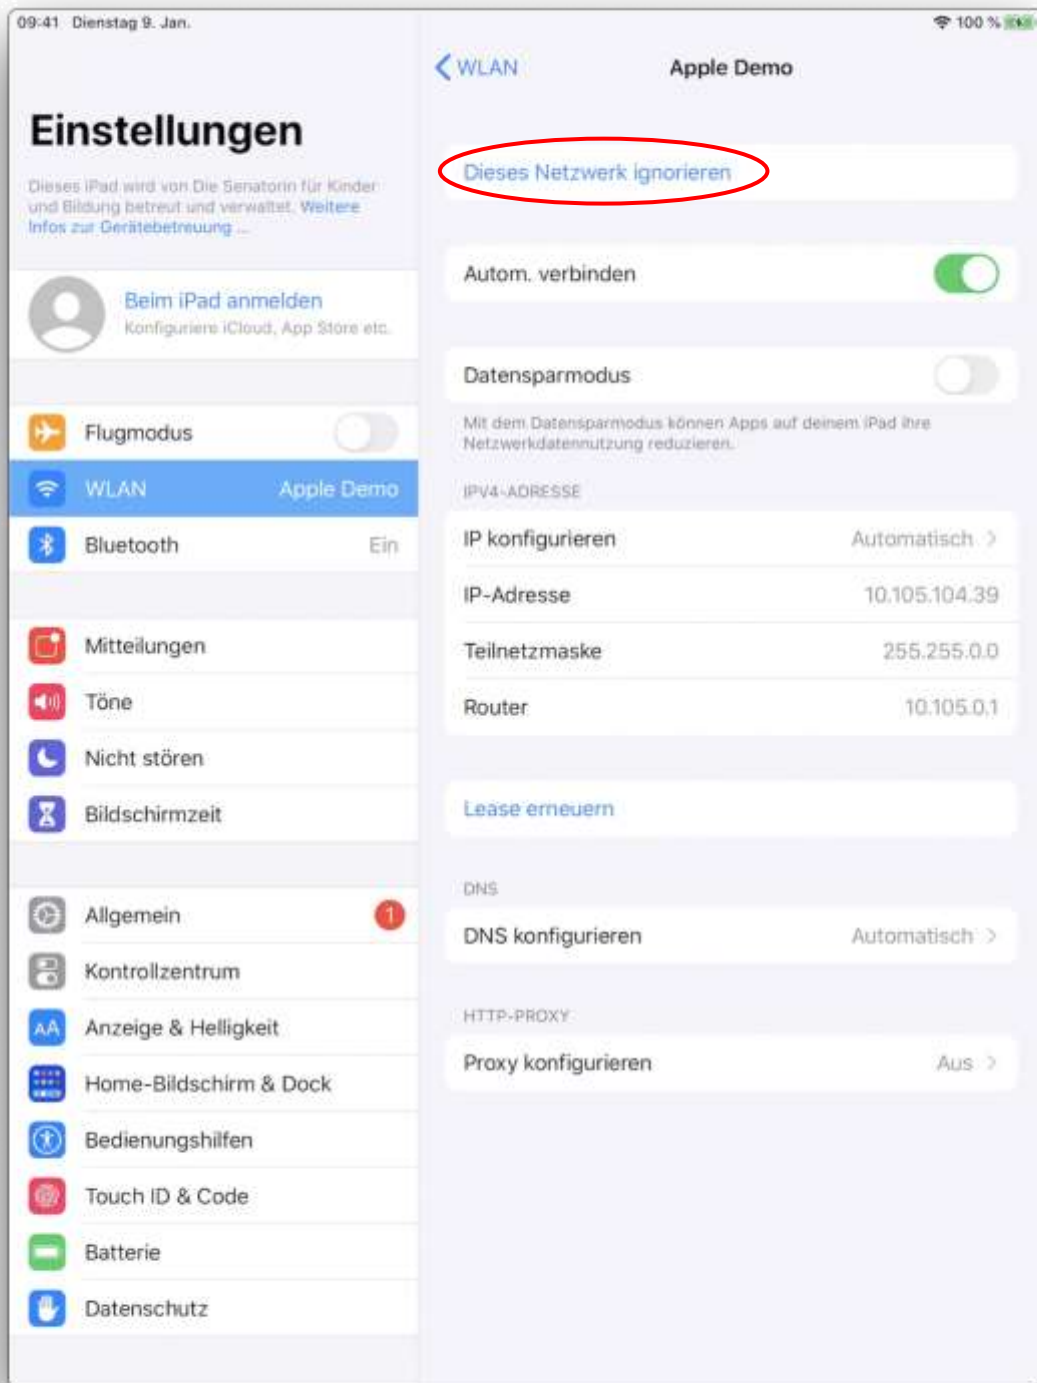 09:41 Dienstag 9. Jan.
100 %
Einstellungen
Dieses iPad wird von Die Senatorin für Kinder
und Bildung betreut und verwaltet. Weitere
Infos zur Gerätebetreuung ...
Beim iPad anmelden
Konfiguriere iCloud, App Store etc.
Flugmodus
WLAN Apple Demo
Bluetooth Ein
Mitteilungen
Töne
Nicht stören
Bildschirmzeit
Allgemein 1
Kontrollzentrum
AA Anzeige & Helligkeit
Home-Bildschirm & Dock
Bedienungshilfen
Touch ID & Code
Batterie
Datenschutz
WLAN Apple Demo
Dieses Netzwerk ignorieren
Autom. verbinden
Datensparmodus
Mit dem Datensparmodus können Apps auf deinem iPad ihre
Netzwerkdatennutzung reduzieren.
IPV4-ADRESSE
IP konfigurieren Automatisch
IP-Adresse 10.105.104.39
Teilnetzmaske 255.255.0.0
Router 10.105.0.1
Lease erneuern
DNS
DNS konfigurieren Automatisch
HTTP-PROXY
Proxy konfigurieren Aus